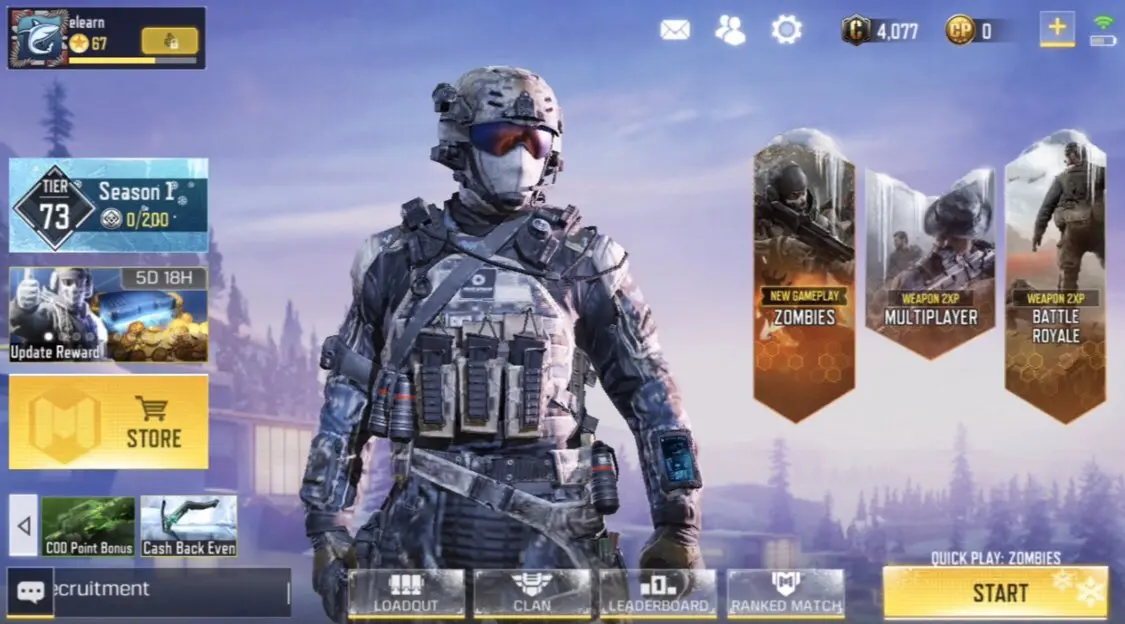 elearn
67
C 4,077
CP 0
TIER
73
Season 1
0/200
5D 18H
Update Reward
STORE
COD Point Bonus
Cash Back Even
ecruitment
NEW GAMEPLAY
ZOMBIES
WEAPON 2XP
MULTIPLAYER
WEAPON 2XP
BATTLE
ROYALE
LOADOUT
CLAN
LEADERBOARD
RANKED MATCH
QUICK PLAY: ZOMBIES
START